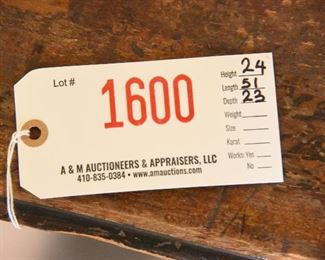 Lot #
1600
Height 24
Length 51
Depth 23
Weight
Size
Karat
Works: Yes
No
A & M AUCTIONEERS & APPRAISERS, LLC
410-835-0384 • www.amauctions.com